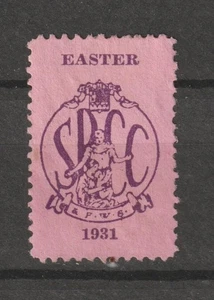 EASTER
SPCC
& F. W. S.
1931